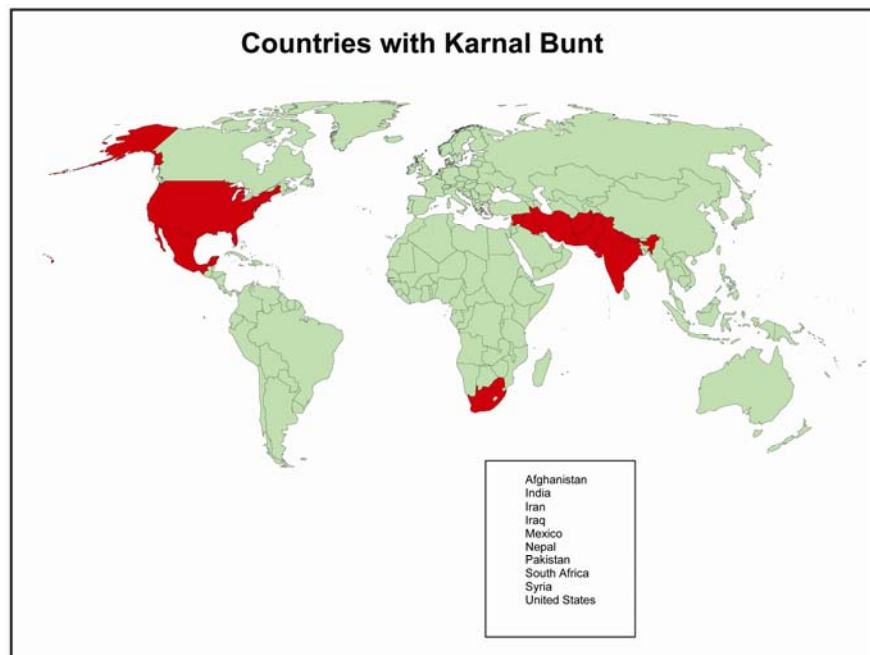 Countries with Karnal Bunt
Afghanistan
India
Iran
Iraq
Mexico
Nepal
Pakistan
South Africa
Syria
United States